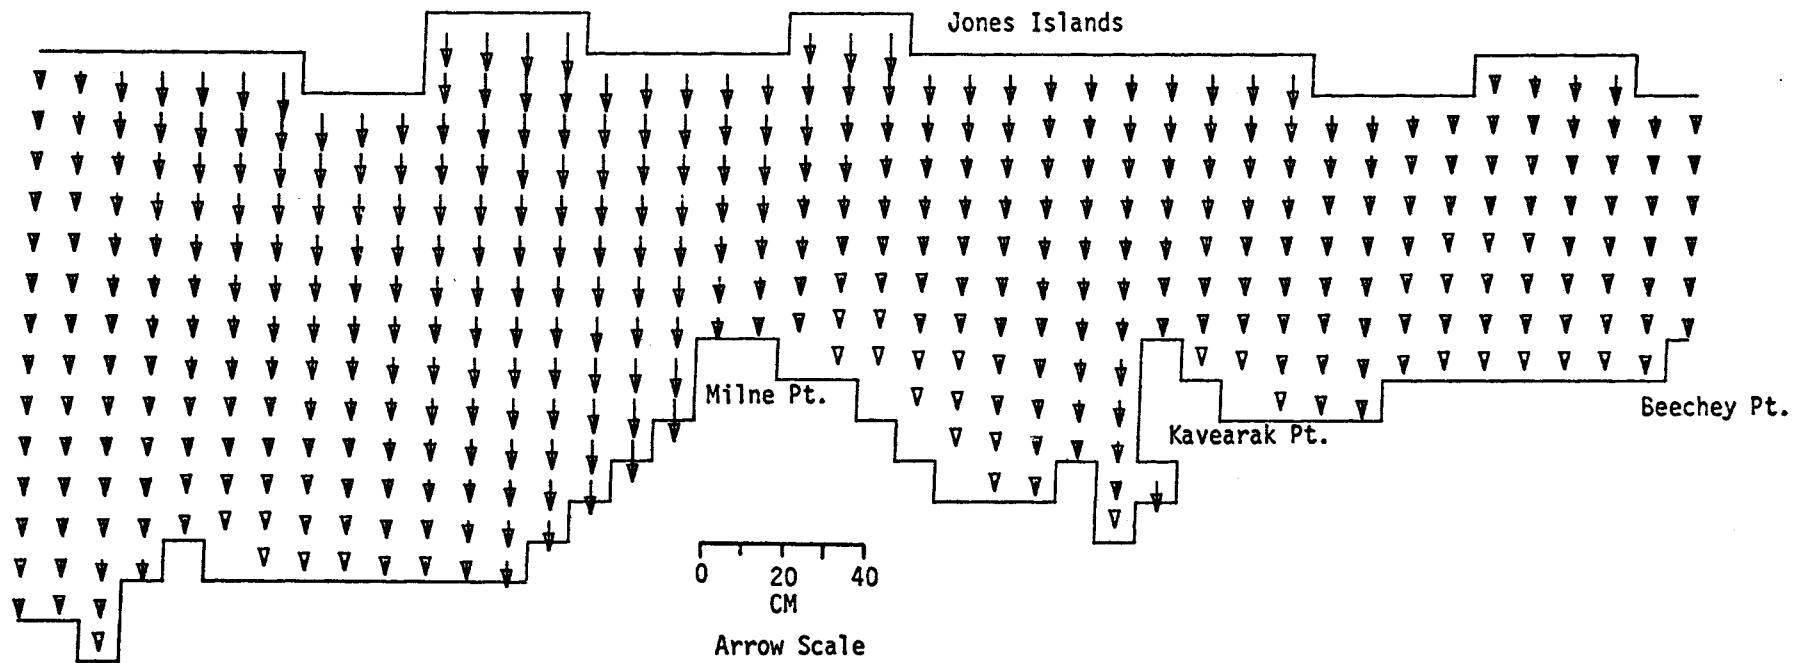 Jones Islands
Milne Pt.
Beechey Pt.
Kavearak Pt.
0 20 40
CM
Arrow Scale